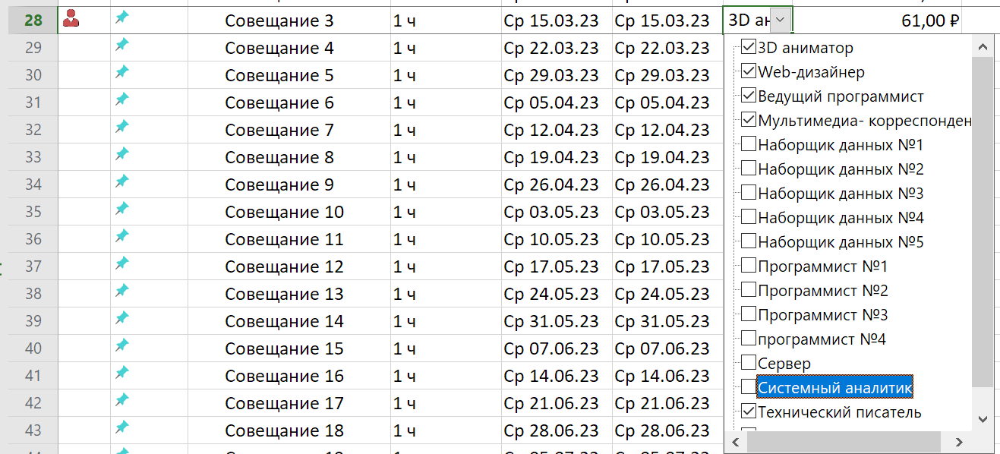 28 Совещание 3 1 ч Ср 15.03.23 Ср 15.03.23 3D ан 61,00 ₽
29 Совещание 4 1 ч Ср 22.03.23 Ср 22.03.23 3D аниматор
30 Совещание 5 1 ч Ср 29.03.23 Ср 29.03.23 Web-дизайнер
31 Совещание 6 1 ч Ср 05.04.23 Ср 05.04.23 Ведущий программист
32 Совещание 7 1 ч Ср 12.04.23 Ср 12.04.23 Мультимедиа- корреспонден
33 Совещание 8 1 ч Ср 19.04.23 Ср 19.04.23 Наборщик данных №1
34 Совещание 9 1 ч Ср 26.04.23 Ср 26.04.23 Наборщик данных №2
Наборщик данных №3
35 Совещание 10 1 ч Ср 03.05.23 Ср 03.05.23 Наборщик данных №4
36 Совещание 11 1 ч Ср 10.05.23 Ср 10.05.23 Наборщик данных №5
37 Совещание 12 1 ч Ср 17.05.23 Ср 17.05.23 Программист №1
38 Совещание 13 1 ч Ср 24.05.23 Ср 24.05.23 Программист №2
39 Совещание 14 1 ч Ср 31.05.23 Ср 31.05.23 Программист №3
40 Совещание 15 1 ч Ср 07.06.23 Ср 07.06.23 программист №4
41 Совещание 16 1 ч Ср 14.06.23 Ср 14.06.23 Сервер
42 Совещание 17 1 ч Ср 21.06.23 Ср 21.06.23 Системный аналитик
43 Совещание 18 1 ч Ср 28.06.23 Ср 28.06.23 Технический писатель